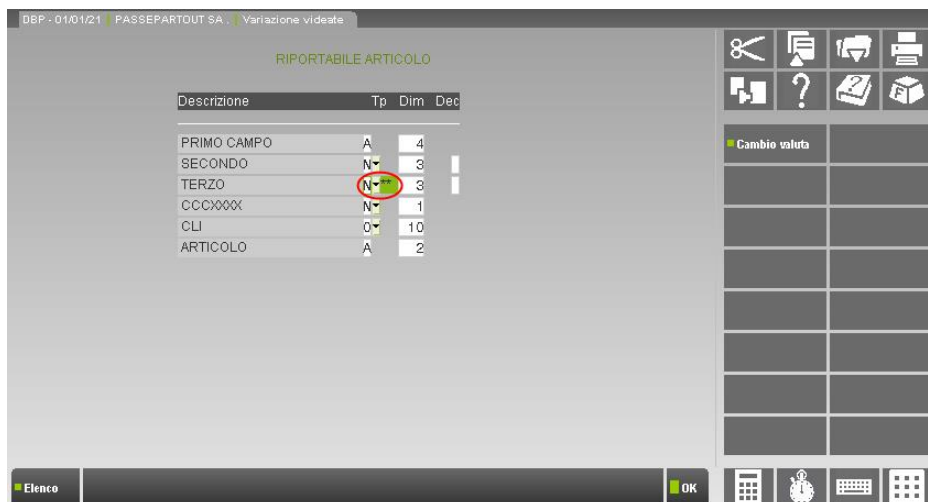 DBP - 01/01/21 PASSEPARTOUT SA . Variazione videate
RIPORTABILE ARTICOLO
Descrizione Tp Dim Dec
PRIMO CAMPO A 4
SECONDO N 3
TERZO N ** 3
CCCXXXX N 1
CLI 0 10
ARTICOLO A 2
Cambio valuta
Elenco OK